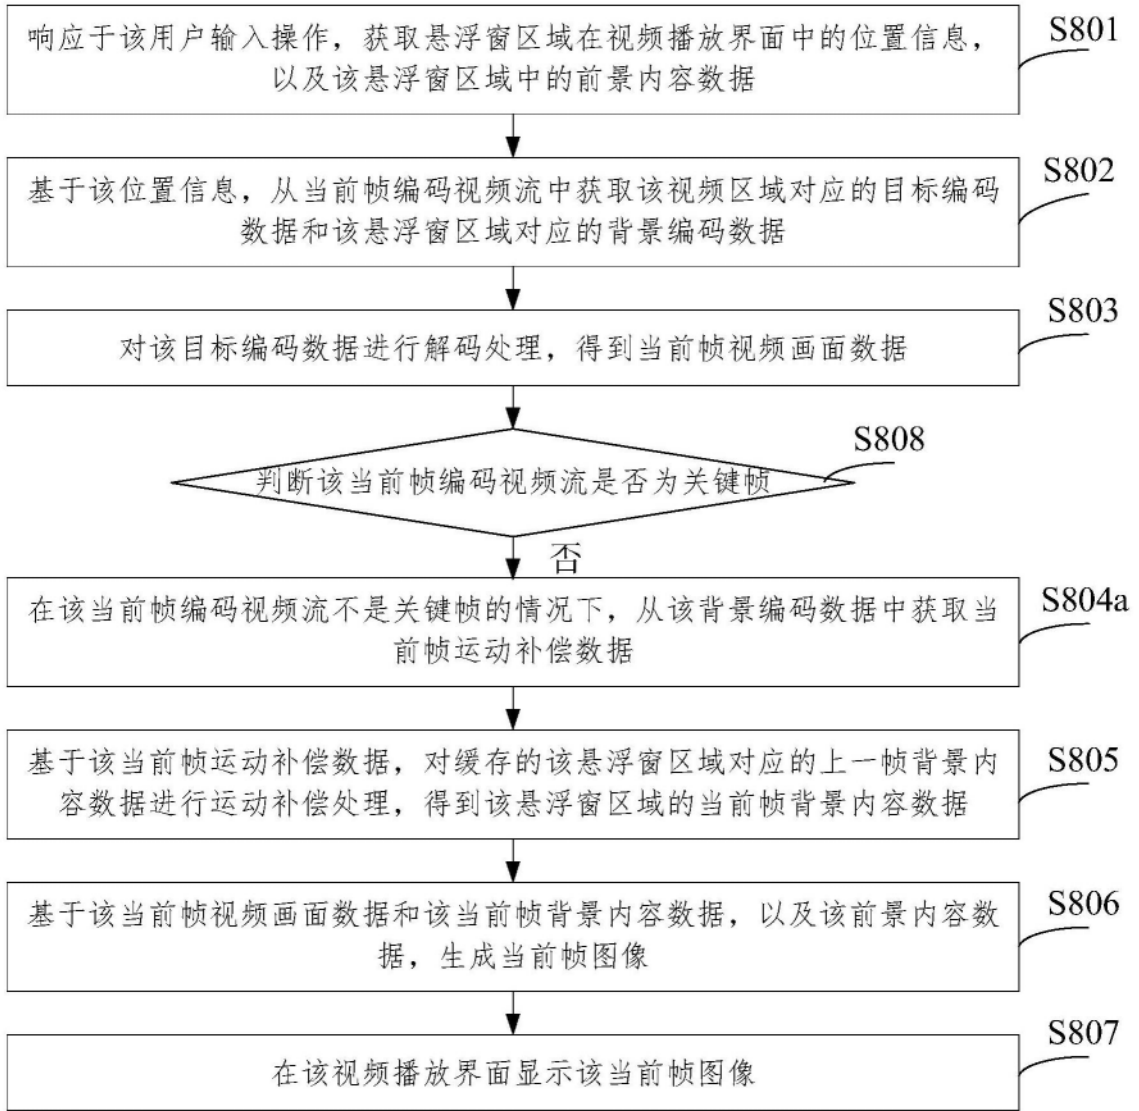 响应于该用户输入操作，获取悬浮窗区域在视频播放界面中的位置信息，
以及该悬浮窗区域中的前景内容数据
S801
基于该位置信息，从当前帧编码视频流中获取该视频区域对应的目标编码
数据和该悬浮窗区域对应的背景编码数据
S802
对该目标编码数据进行解码处理，得到当前帧视频画面数据
S803
判断该当前帧编码视频流是否为关键帧
S808
否
在该当前帧编码视频流不是关键帧的情况下，从该背景编码数据中获取当
前帧运动补偿数据
S804a
基于该当前帧运动补偿数据，对缓存的该悬浮窗区域对应的上一帧背景内
容数据进行运动补偿处理，得到该悬浮窗区域的当前帧背景内容数据
S805
基于该当前帧视频画面数据和该当前帧背景内容数据，以及该前景内容数
据，生成当前帧图像
S806
在该视频播放界面显示该当前帧图像
S807